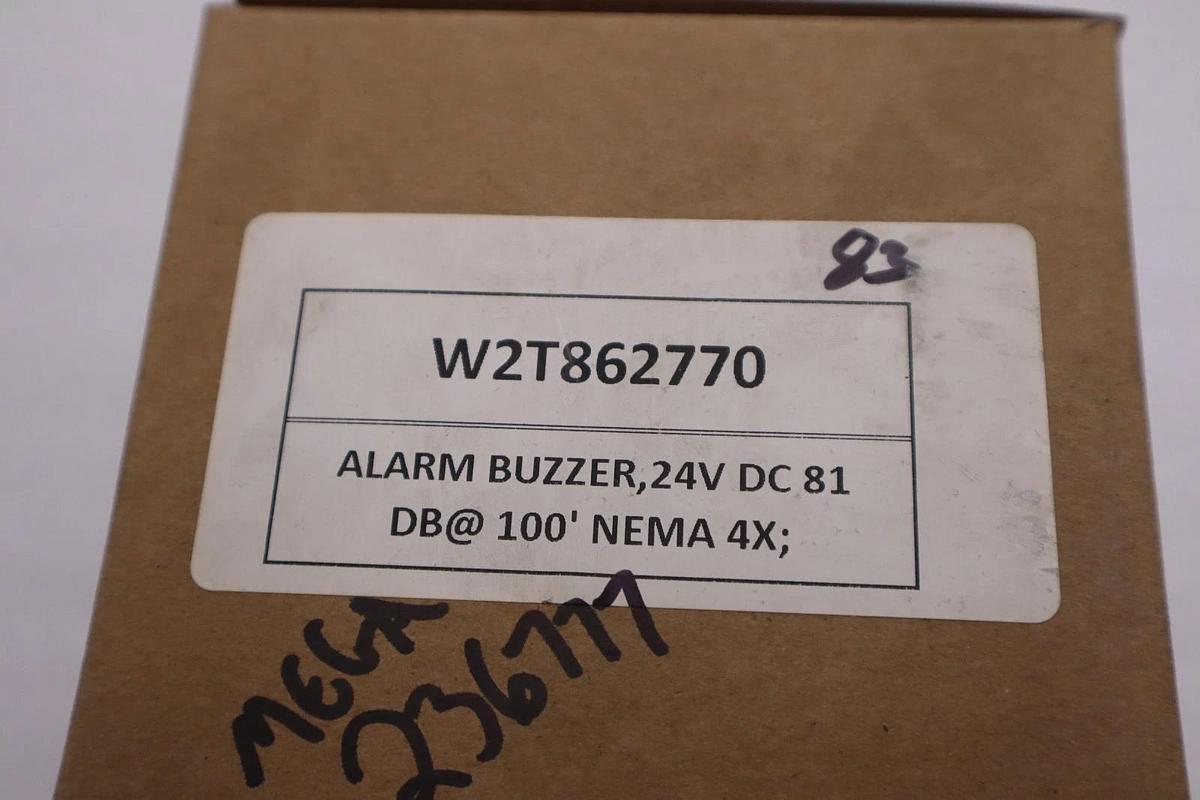 83
W2T862770
ALARM BUZZER,24V DC 81
DB@ 100' NEMA 4X;
MEGA
236777